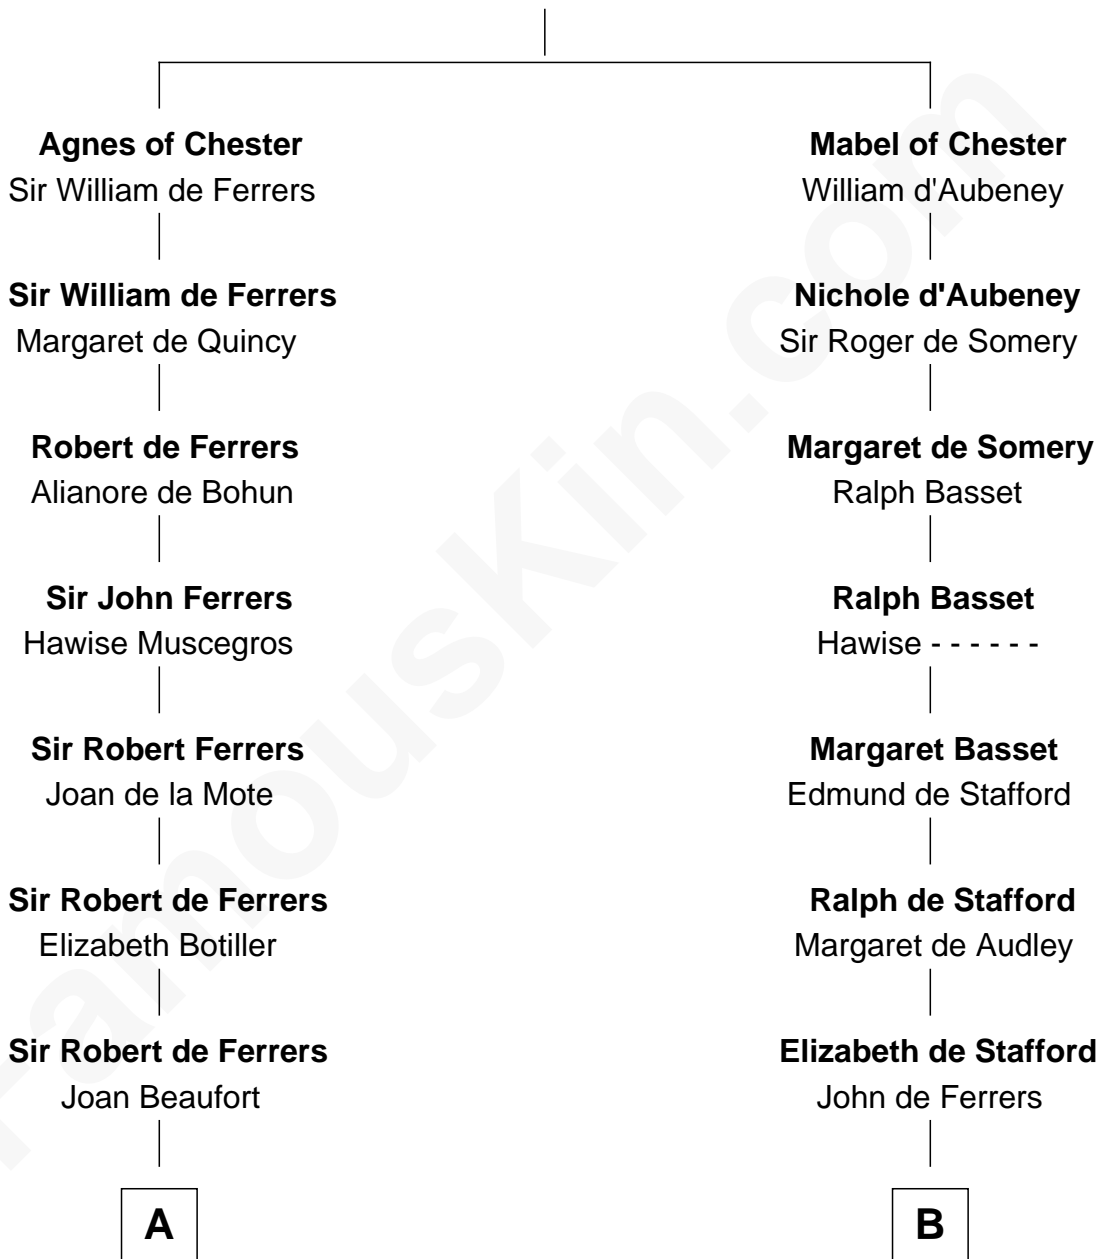 Agnes of Chester
Sir William de Ferrers
Sir William de Ferrers
Margaret de Quincy
Robert de Ferrers
Alianore de Bohun
Sir John Ferrers
Hawise Muscegros
Sir Robert Ferrers
Joan de la Mote
Sir Robert de Ferrers
Elizabeth Botiller
Sir Robert de Ferrers
Joan Beaufort
A
Mabel of Chester
William d'Aubeney
Nichole d'Aubeney
Sir Roger de Somery
Margaret de Somery
Ralph Basset
Ralph Basset
Hawise - - - - - -
Margaret Basset
Edmund de Stafford
Ralph de Stafford
Margaret de Audley
Elizabeth de Stafford
John de Ferrers
B
FamousKin.com